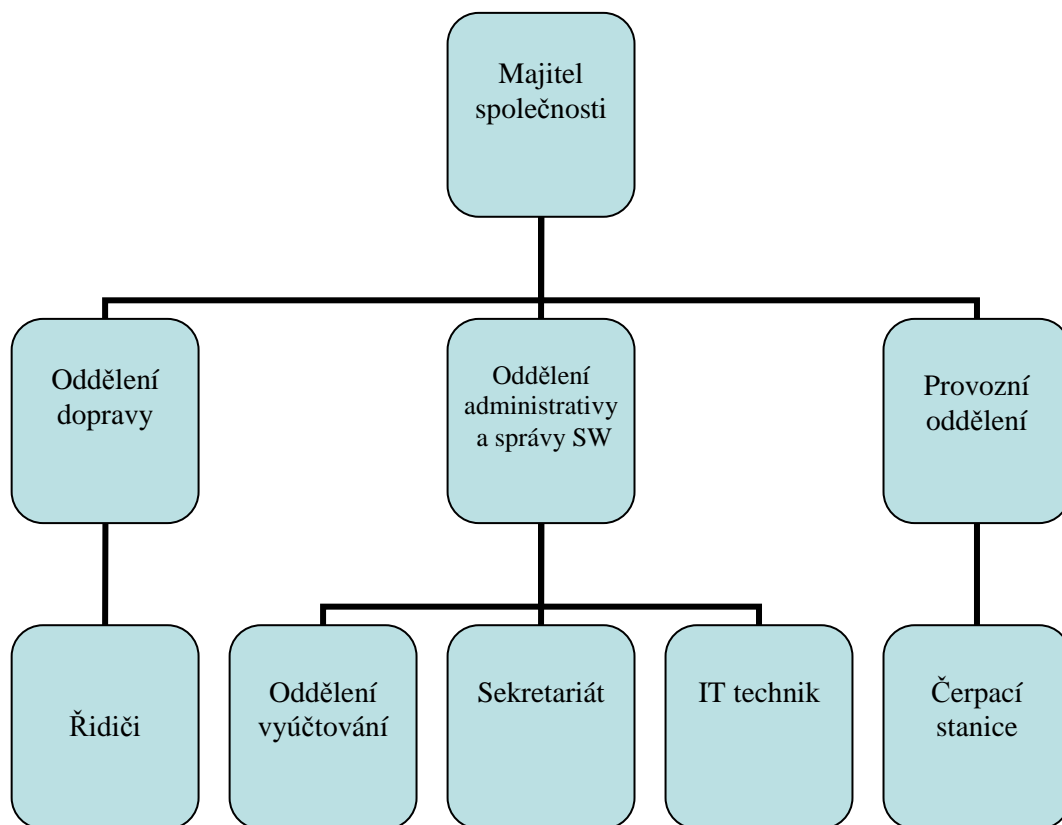 Majitel
společnosti
Oddělení
dopravy
Oddělení
administrativy
a správy SW
Provozní
oddělení
Řidiči
Oddělení
vyúčtování
Sekretariát
IT technik
Čerpací
stanice